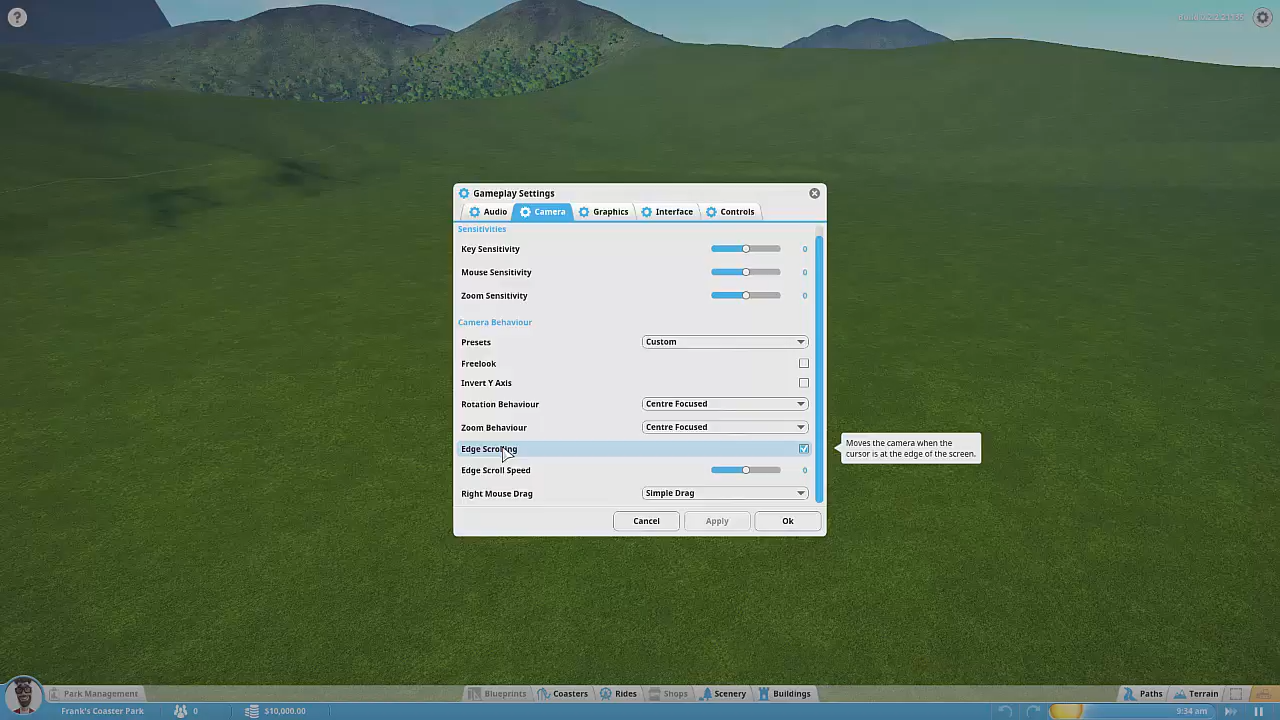 ?
Gameplay Settings
Audio Camera Graphics Interface Controls
Sensitivities
Key Sensitivity 0
Mouse Sensitivity 0
Zoom Sensitivity 0
Camera Behaviour
Presets Custom
Freelook
Invert Y Axis
Rotation Behaviour Centre Focused
Zoom Behaviour Centre Focused
Edge Scrolling
Moves the camera when the
cursor is at the edge of the screen.
Edge Scroll Speed 0
Right Mouse Drag Simple Drag
Cancel Apply Ok
Park Management Blueprints Coasters Rides Shops Scenery Buildings Paths Terrain
Frank's Coaster Park 0 $10,000.00 9:34 am